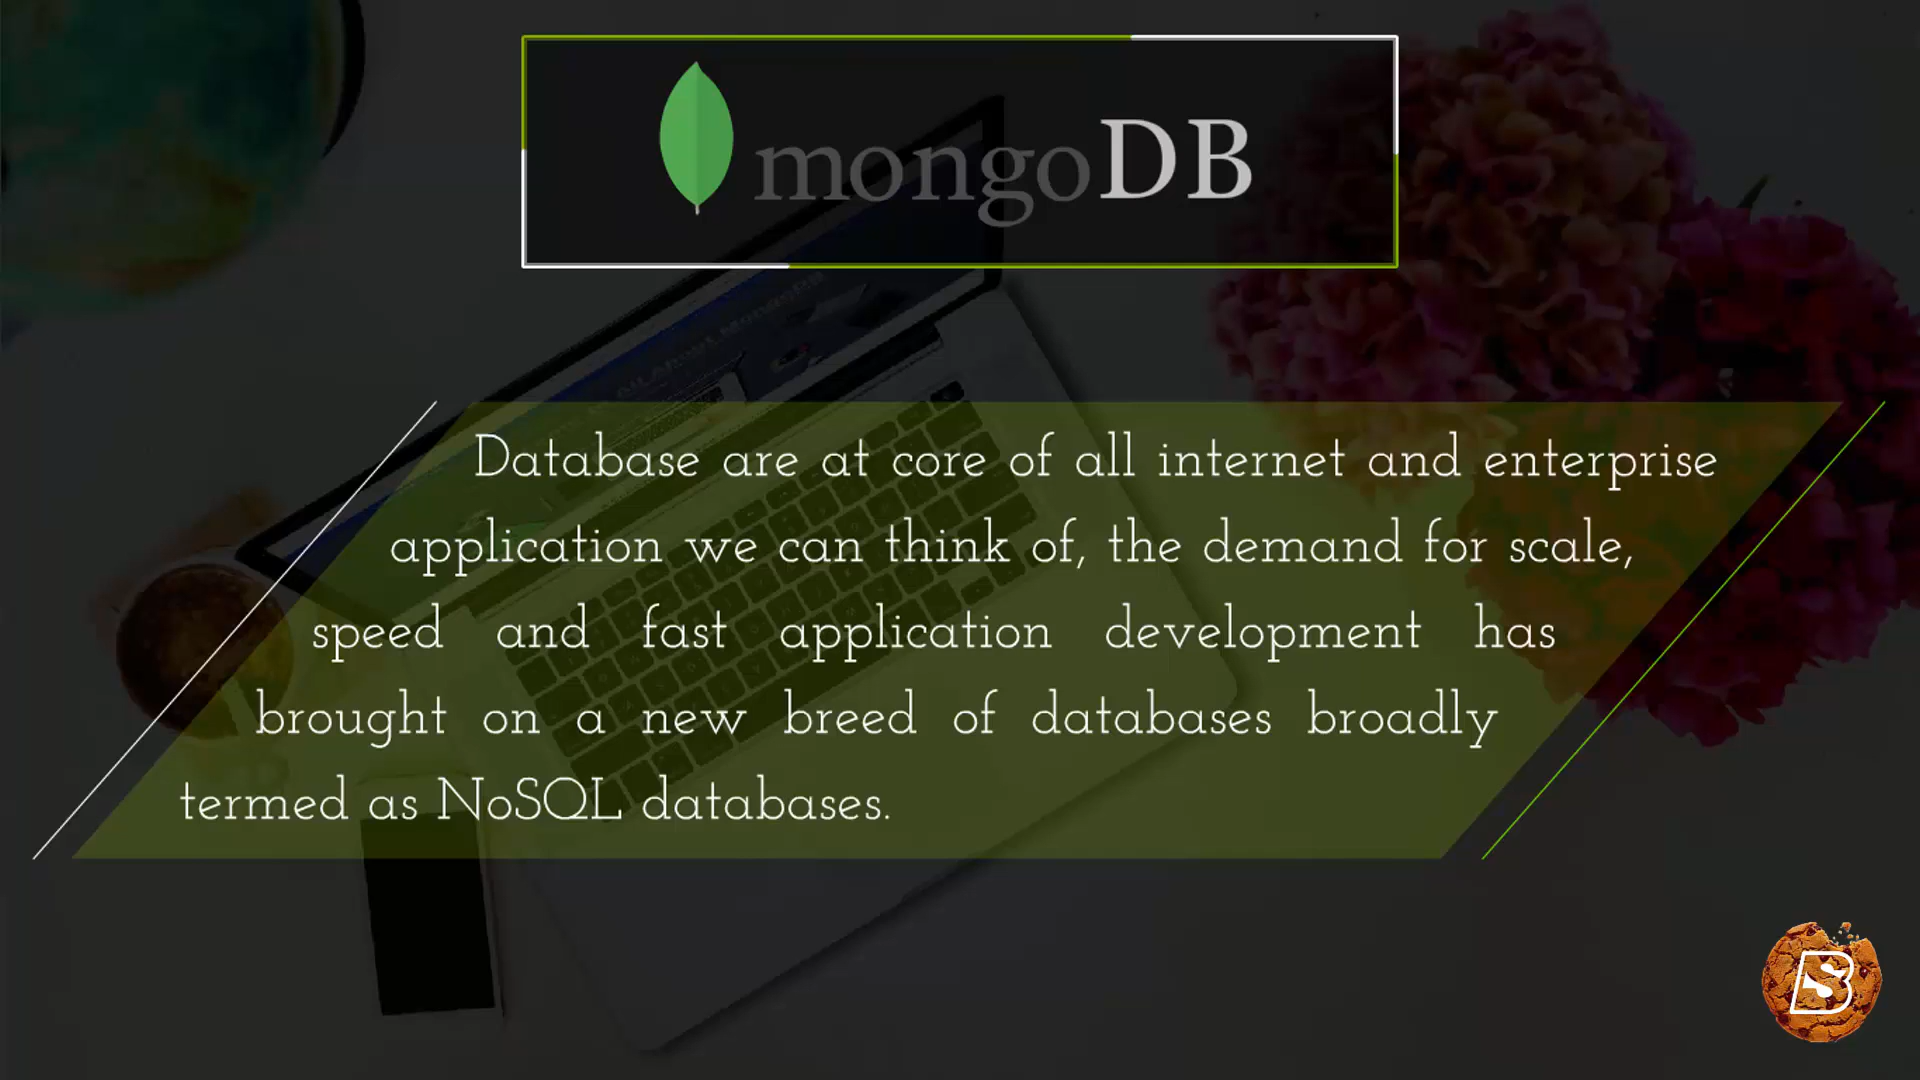 mongoDB
Database are at core of all internet and enterprise
application we can think of, the demand for scale,
speed and fast application development has
brought on a new breed of databases broadly
termed as NoSQL databases.